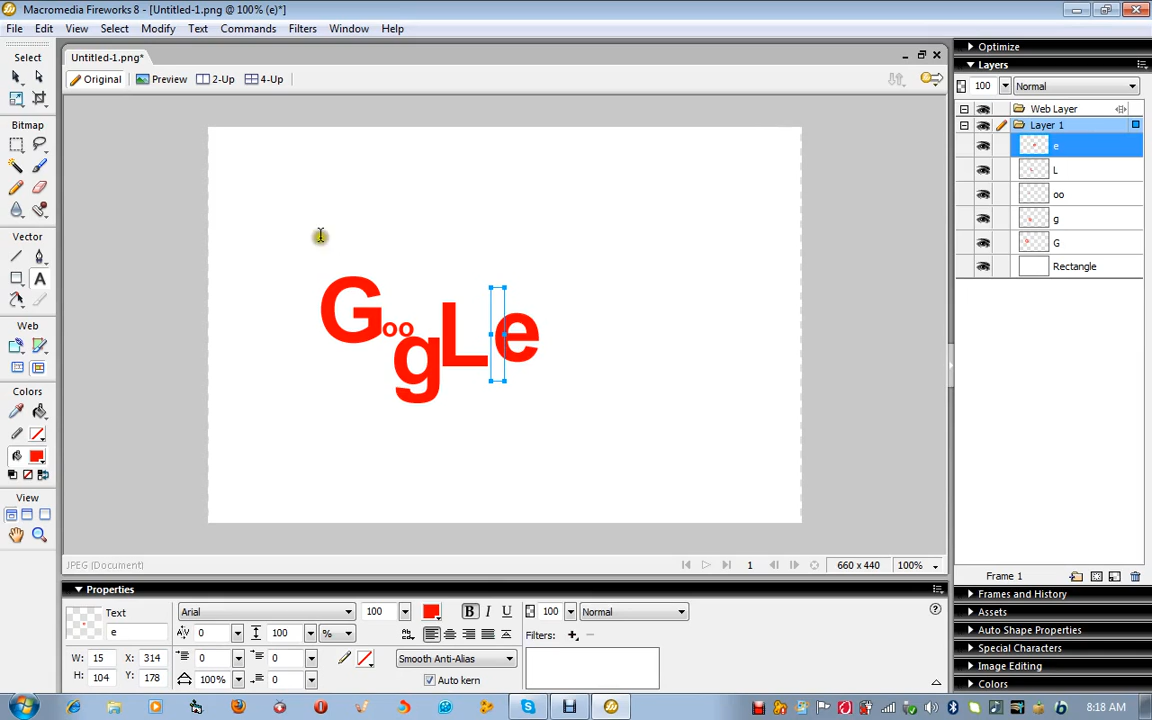 Macromedia Fireworks 8 - [Untitled-1.png @ 100% (e)*]
File Edit View Select Modify Text Commands Filters Window Help
Select
Untitled-1.png*
Original Preview 2-Up 4-Up
Bitmap
Vector
A
Web
Colors
View
GoogLe
JPEG (Document)
1
660 x 440
100%
Optimize
Layers
100 Normal
Web Layer
Layer 1
e
L
oo
g
G
Rectangle
Frame 1
Frames and History
Assets
Auto Shape Properties
Special Characters
Image Editing
Colors
Properties
Text
e
Arial 100 B I U 100 Normal
0 100 %
Filters:
0 0 Smooth Anti-Alias
100% 0 Auto kern
W: 15 X: 314
H: 104 Y: 178
8:18 AM